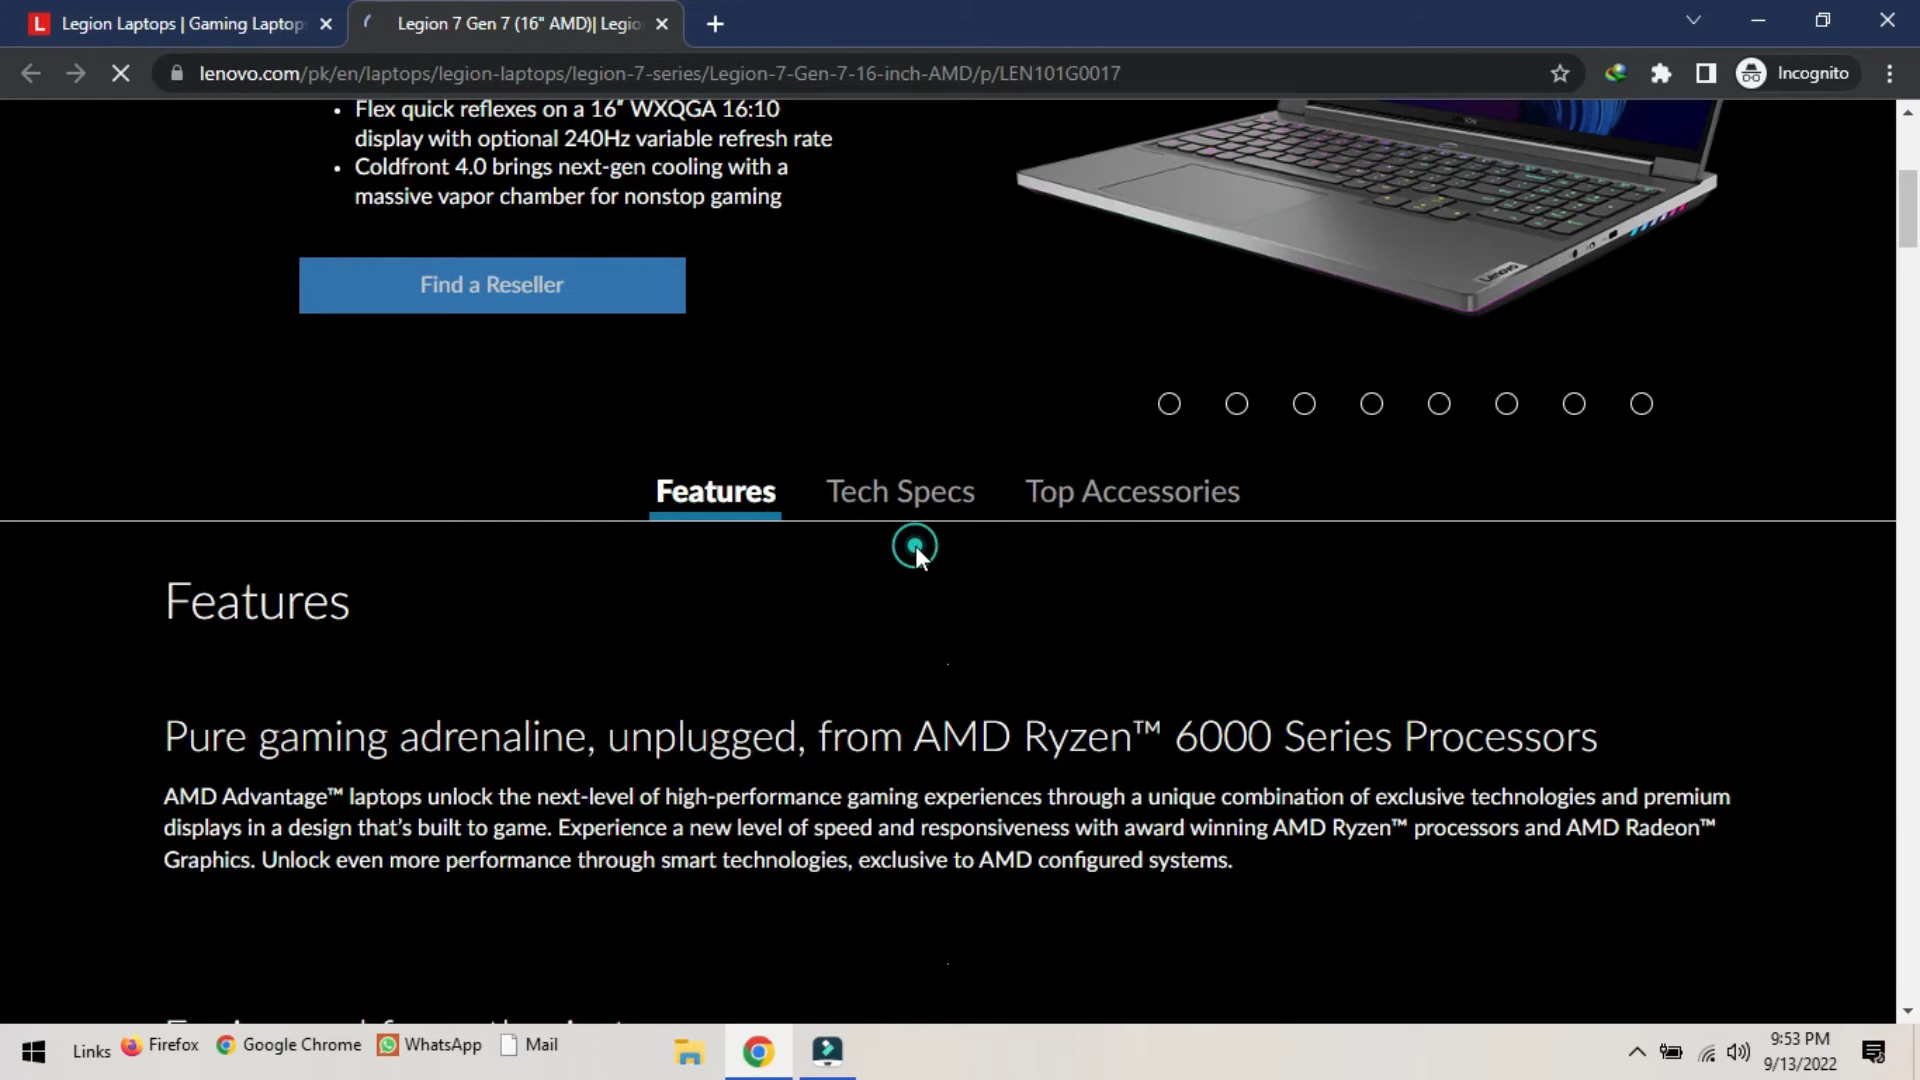 L Legion Laptops | Gaming Laptop
Legion 7 Gen 7 (16" AMD)| Legio
lenovo.com/pk/en/laptops/legion-laptops/legion-7-series/Legion-7-Gen-7-16-inch-AMD/p/LEN101G0017
Incognito
• Flex quick reflexes on a 16″ WXQGA 16:10
display with optional 240Hz variable refresh rate
• Coldfront 4.0 brings next-gen cooling with a
massive vapor chamber for nonstop gaming
Lenovo
Find a Reseller
Features
Tech Specs
Top Accessories
Features
Pure gaming adrenaline, unplugged, from AMD Ryzen™ 6000 Series Processors
AMD Advantage™ laptops unlock the next-level of high-performance gaming experiences through a unique combination of exclusive technologies and premium
displays in a design that’s built to game. Experience a new level of speed and responsiveness with award winning AMD Ryzen™ processors and AMD Radeon™
Graphics. Unlock even more performance through smart technologies, exclusive to AMD configured systems.
Links
Firefox
Google Chrome
WhatsApp
Mail
9:53 PM
9/13/2022